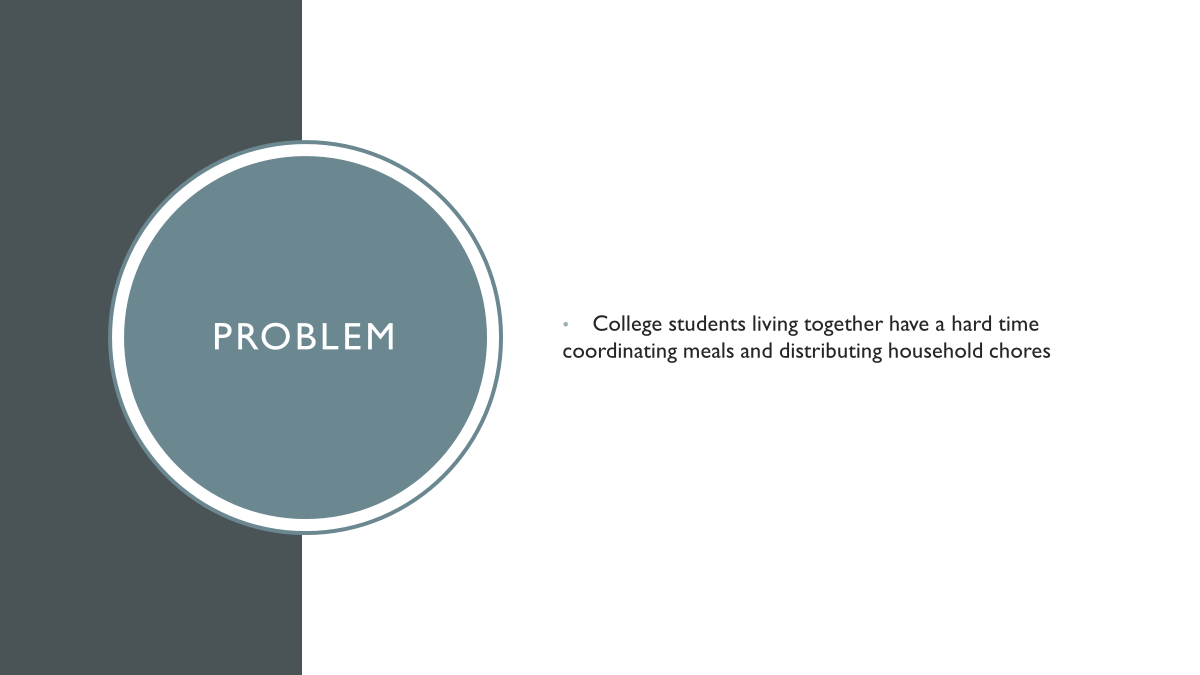 PROBLEM
• College students living together have a hard time
coordinating meals and distributing household chores